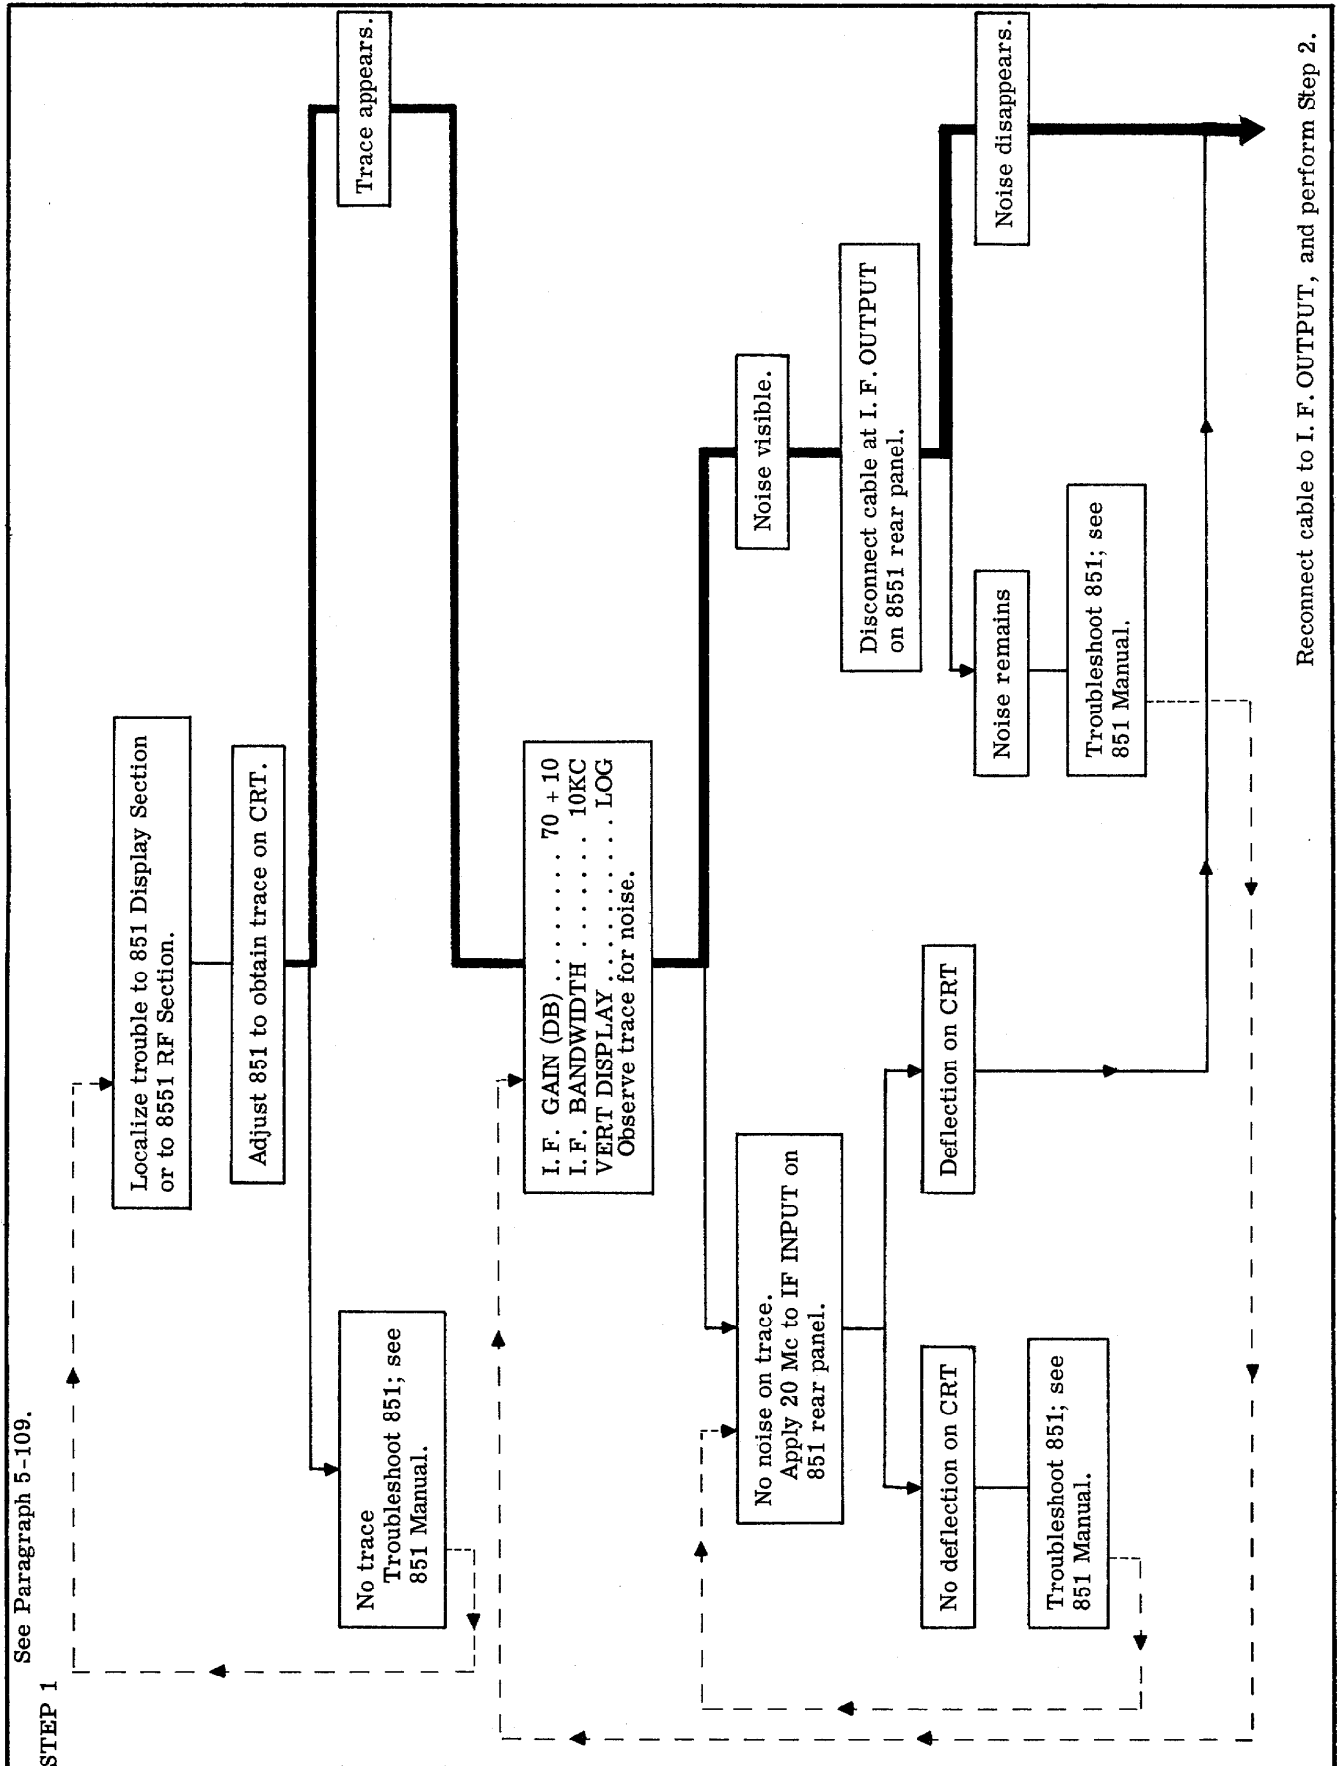 STEP 1
See Paragraph 5-109.
Localize trouble to 851 Display Section
or to 8551 RF Section.
Adjust 851 to obtain trace on CRT.
No trace
Troubleshoot 851; see
851 Manual.
Trace appears.
I. F. GAIN (DB) . . . . . . . . 70 + 10
I. F. BANDWIDTH . . . . . . . 10KC
VERT DISPLAY . . . . . . . . . LOG
Observe trace for noise.
No noise on trace.
Apply 20 Mc to IF INPUT on
851 rear panel.
Noise visible.
Disconnect cable at I. F. OUTPUT
on 8551 rear panel.
No deflection on CRT
Deflection on CRT
Noise remains
Noise disappears.
Troubleshoot 851; see
851 Manual.
Troubleshoot 851; see
851 Manual.
Reconnect cable to I. F. OUTPUT, and perform Step 2.